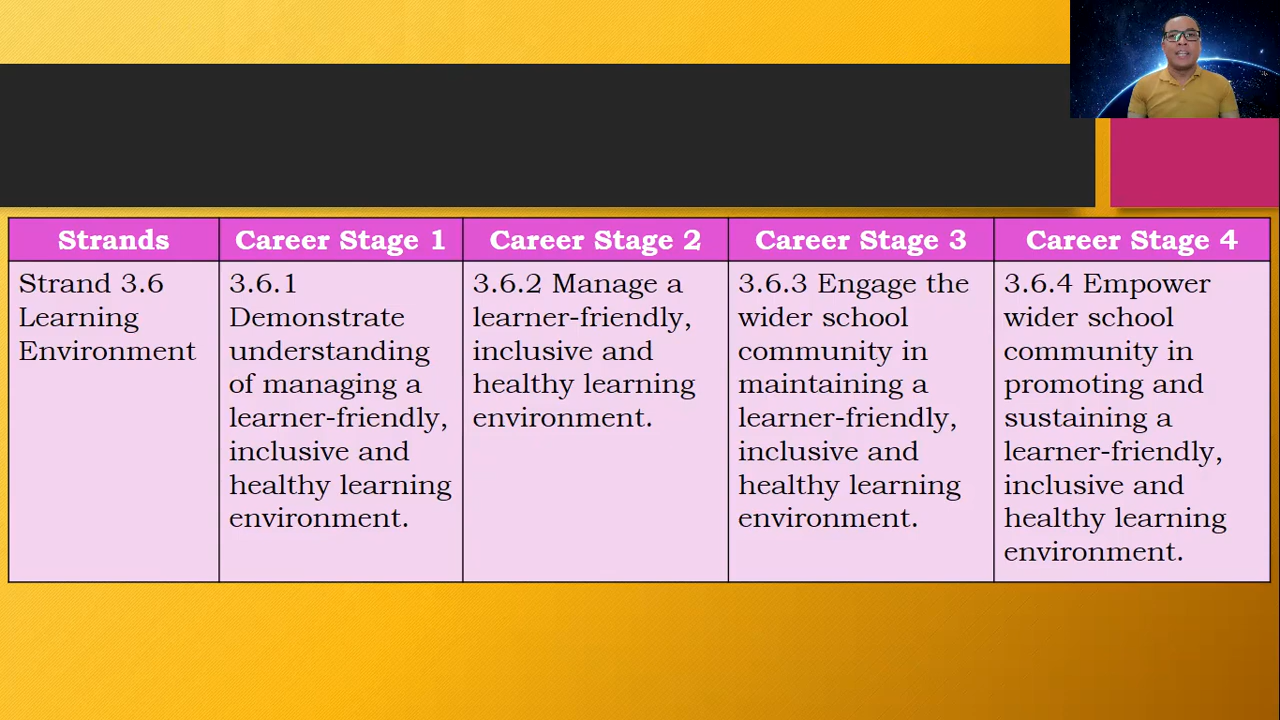 Strands
Career Stage 1
Career Stage 2
Career Stage 3
Career Stage 4
Strand 3.6
Learning
Environment
3.6.1
Demonstrate
understanding
of managing a
learner-friendly,
inclusive and
healthy learning
environment.
3.6.2 Manage a
learner-friendly,
inclusive and
healthy learning
environment.
3.6.3 Engage the
wider school
community in
maintaining a
learner-friendly,
inclusive and
healthy learning
environment.
3.6.4 Empower
wider school
community in
promoting and
sustaining a
learner-friendly,
inclusive and
healthy learning
environment.